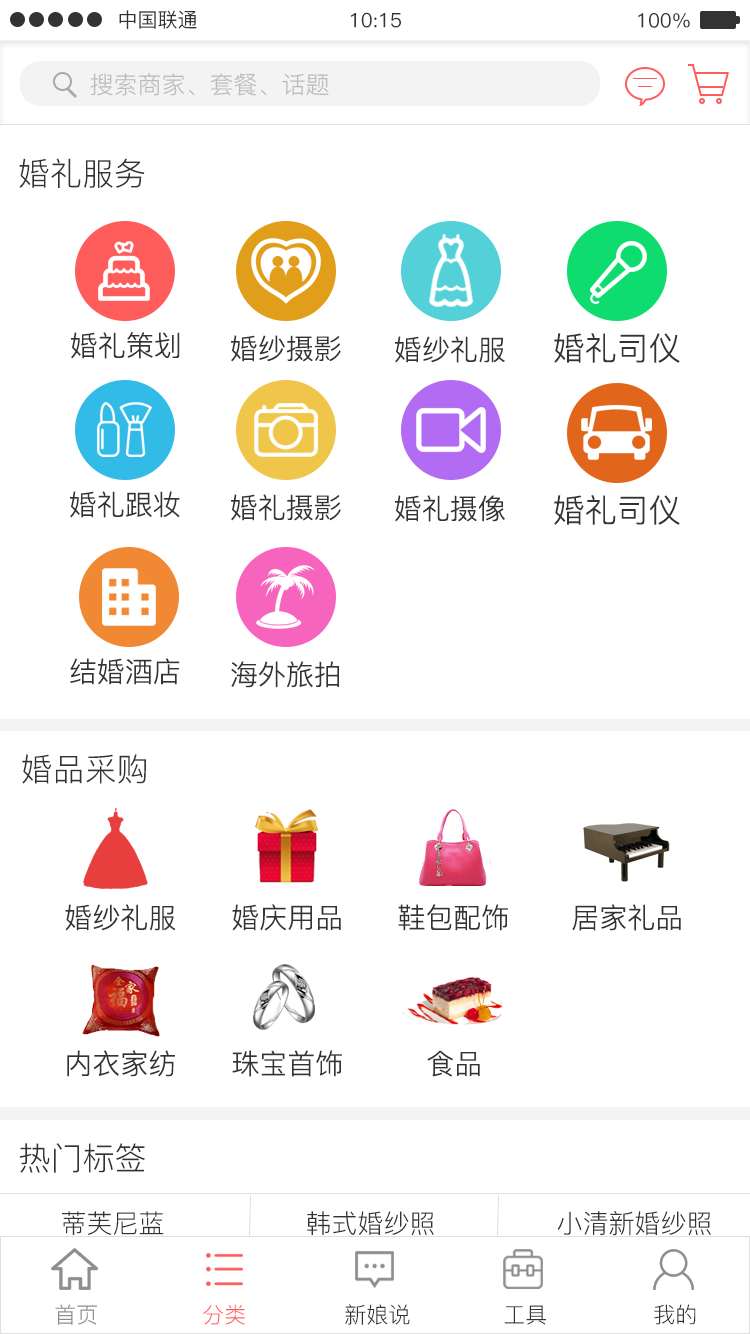 中国联通 10:15 100%
搜索商家、套餐、话题
婚礼服务
婚礼策划 婚纱摄影 婚纱礼服 婚礼司仪
婚礼跟妆 婚礼摄影 婚礼摄像 婚礼司仪
结婚酒店 海外旅拍
婚品采购
婚纱礼服 婚庆用品 鞋包配饰 居家礼品
内衣家纺 珠宝首饰 食品
热门标签
蒂芙尼蓝 韩式婚纱照 小清新婚纱照
首页 分类 新娘说 工具 我的